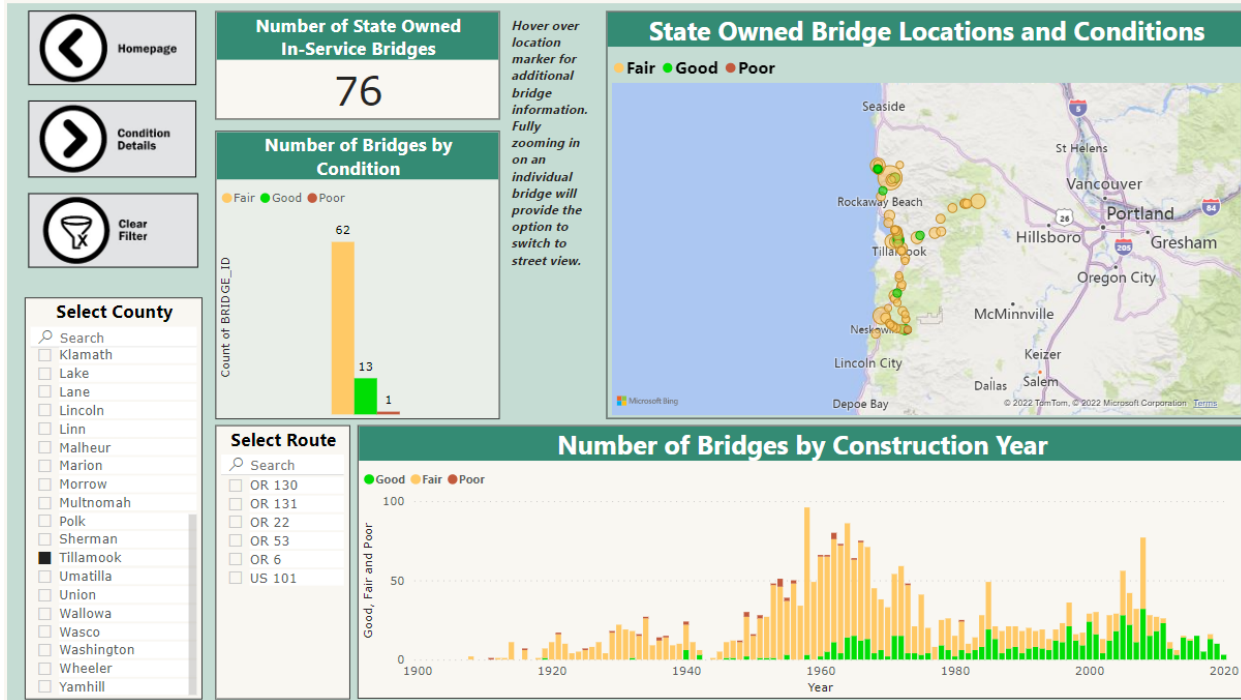 Homepage
Condition
Details
Clear
Filter
Number of State Owned
In-Service Bridges
76
Hover over
location
marker for
additional
bridge
information.
Fully
zooming in
on an
individual
bridge will
provide the
option to
switch to
street view.
State Owned Bridge Locations and Conditions
Fair Good Poor
Seaside
5
St Helens
Vancouver
Rockaway Beach
84
26
Portland
Hillsboro
Gresham
205
Tillamook
Oregon City
McMinnville
Neskowin
Keizer
Lincoln City
Dallas
Salem
Depoe Bay
Microsoft Bing
© 2022 TomTom, © 2022 Microsoft Corporation Terms
Number of Bridges by
Condition
Fair Good Poor
62
13
1
Count of BRIDGE_ID
Select County
Search
Klamath
Lake
Lane
Lincoln
Linn
Malheur
Marion
Morrow
Multnomah
Polk
Sherman
Tillamook
Umatilla
Union
Wallowa
Wasco
Washington
Wheeler
Yamhill
Select Route
Search
OR 130
OR 131
OR 22
OR 53
OR 6
US 101
Number of Bridges by Construction Year
Good Fair Poor
100
50
0
Good, Fair and Poor
1900 1920 1940 1960 1980 2000 2020
Year